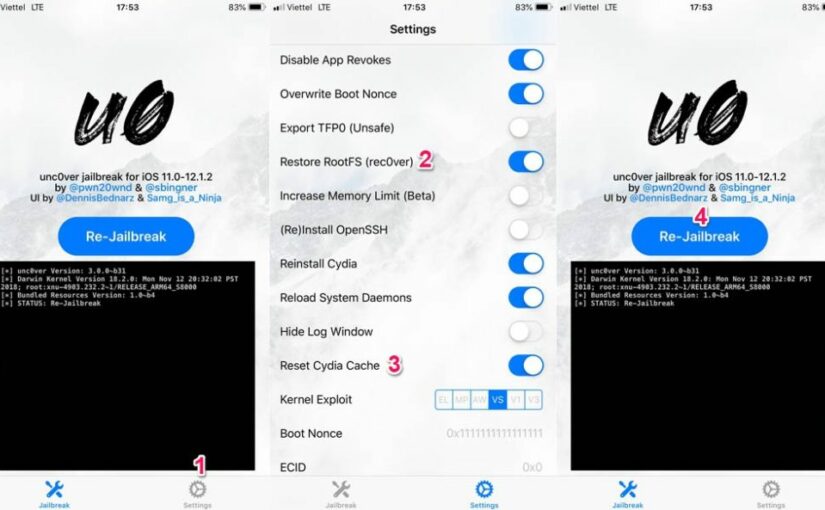 Viettel LTE 17:53 83%
u0
unc0ver jailbreak for iOS 11.0-12.1.2
by @pwn20wnd & @sbingner
UI by @DennisBednarz & Samg_is_a_Ninja
Re-Jailbreak
[*] unc0ver Version: 3.0.0~b31
[*] Darwin Kernel Version 18.2.0: Mon Nov 12 20:32:02 PST
2018; root:xnu-4903.232.2~1/RELEASE_ARM64_S8000
[*] Bundled Resources Version: 1.0~b4
[*] STATUS: Re-Jailbreak
1
Jailbreak Settings
Viettel LTE 17:53 83%
Settings
Disable App Revokes
Overwrite Boot Nonce
Export TFP0 (Unsafe)
Restore RootFS (rec0ver) 2
Increase Memory Limit (Beta)
(Re)Install OpenSSH
Reinstall Cydia
Reload System Daemons
Hide Log Window
Reset Cydia Cache 3
Kernel Exploit EL MP AW VS V1 V3
Boot Nonce 0x1111111111111111
ECID 0x0
Jailbreak Settings
Viettel LTE 17:53 83%
u0
unc0ver jailbreak for iOS 11.0-12.1.2
by @pwn20wnd & @sbingner
UI by @DennisBednarz & Samg_is_a_Ninja
4
Re-Jailbreak
[*] unc0ver Version: 3.0.0~b31
[*] Darwin Kernel Version 18.2.0: Mon Nov 12 20:32:02 PST
2018; root:xnu-4903.232.2~1/RELEASE_ARM64_S8000
[*] Bundled Resources Version: 1.0~b4
[*] STATUS: Re-Jailbreak
Jailbreak Settings